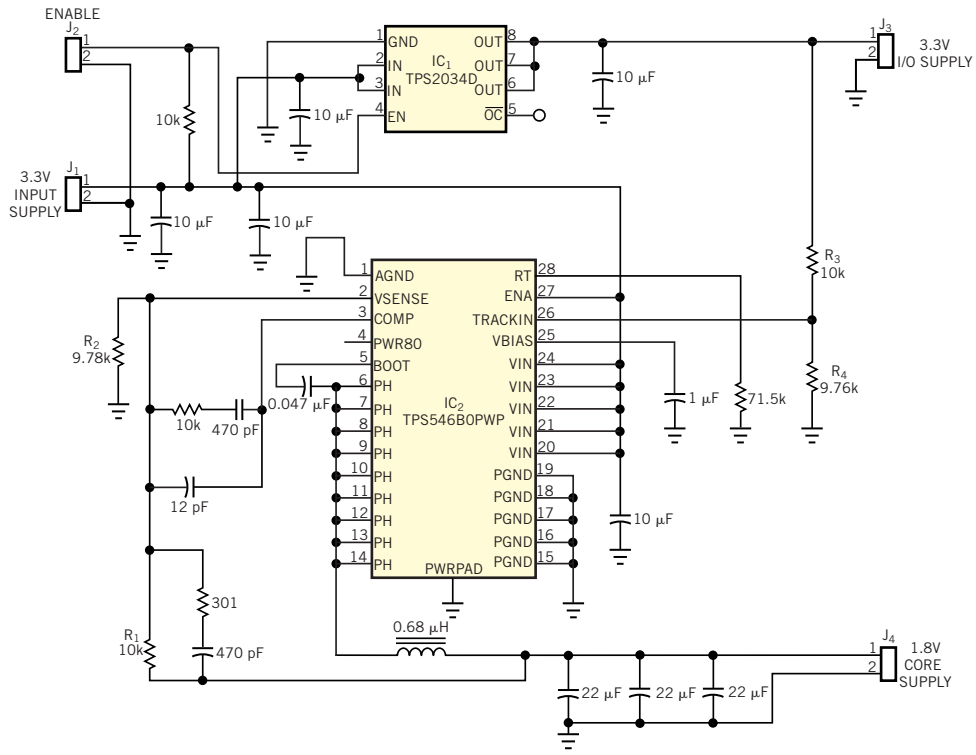 ENABLE
J2
1
2
10k
3.3V
INPUT
SUPPLY
J1
1
2
10 µF
10 µF
10 µF
1
2
3
4
GND
IN
IN
EN
IC1
TPS2034D
OUT
OUT
OUT
OC
8
7
6
5
10 µF
J3
1
2
3.3V
I/O SUPPLY
R3
10k
R4
9.76k
1
2
3
4
5
6
7
8
9
10
11
12
13
14
AGND
VSENSE
COMP
PWR80
BOOT
PH
PH
PH
PH
PH
PH
PH
PH
PH
IC2
TPS546B0PWP
PWRPAD
RT
ENA
TRACKIN
VBIAS
VIN
VIN
VIN
VIN
VIN
PGND
PGND
PGND
PGND
PGND
28
27
26
25
24
23
22
21
20
19
18
17
16
15
1 µF
71.5k
10 µF
R2
9.78k
0.047 µF
10k
470 pF
12 pF
301
R1
10k
470 pF
0.68 µH
22 µF
22 µF
22 µF
J4
1
2
1.8V
CORE
SUPPLY